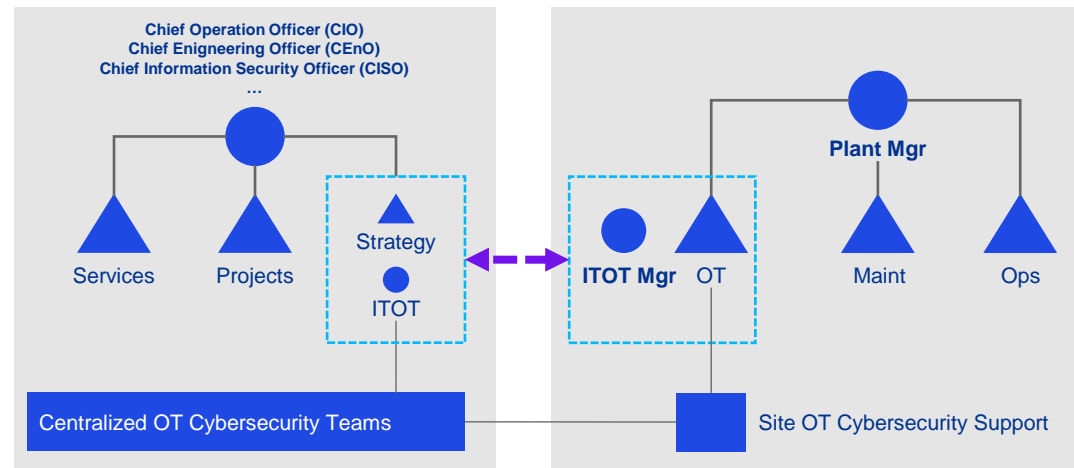 Chief Operation Officer (CIO)
Chief Enigneering Officer (CEnO)
Chief Information Security Officer (CISO)
…
Services
Projects
Strategy
ITOT
Centralized OT Cybersecurity Teams
Plant Mgr
ITOT Mgr
OT
Maint
Ops
Site OT Cybersecurity Support